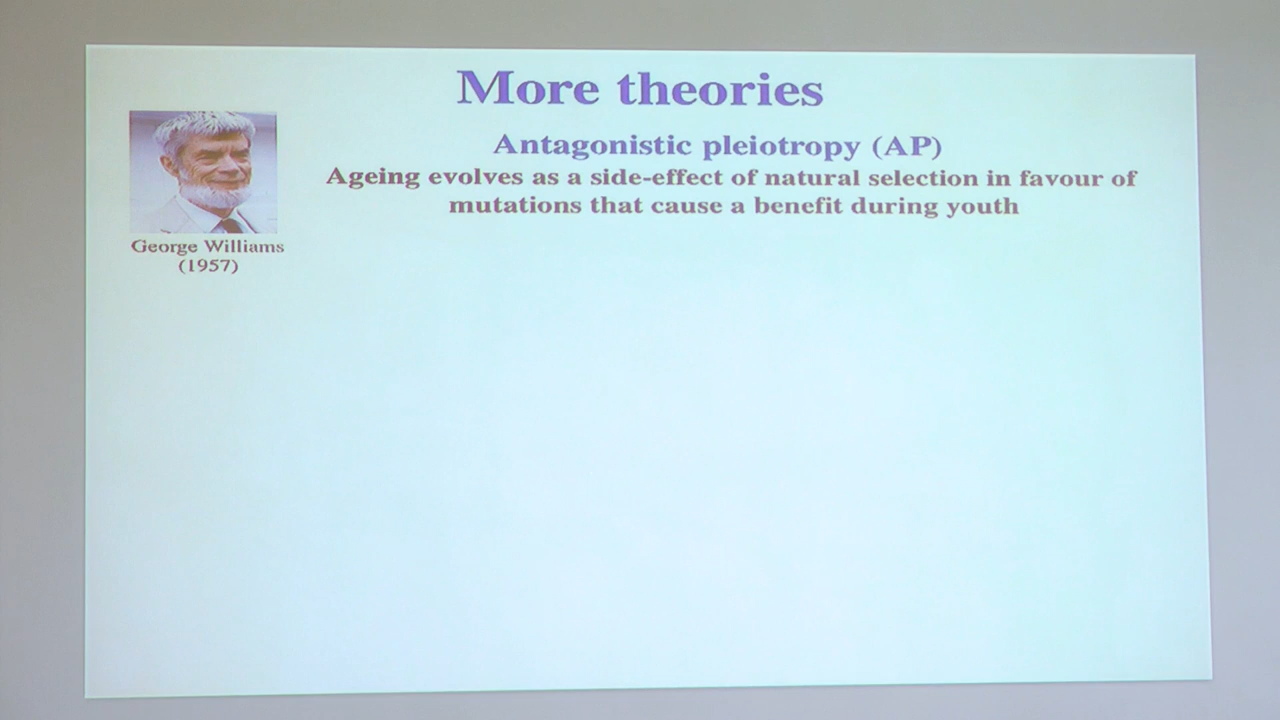 More theories
Antagonistic pleiotropy (AP)
Ageing evolves as a side-effect of natural selection in favour of
mutations that cause a benefit during youth
George Williams
(1957)